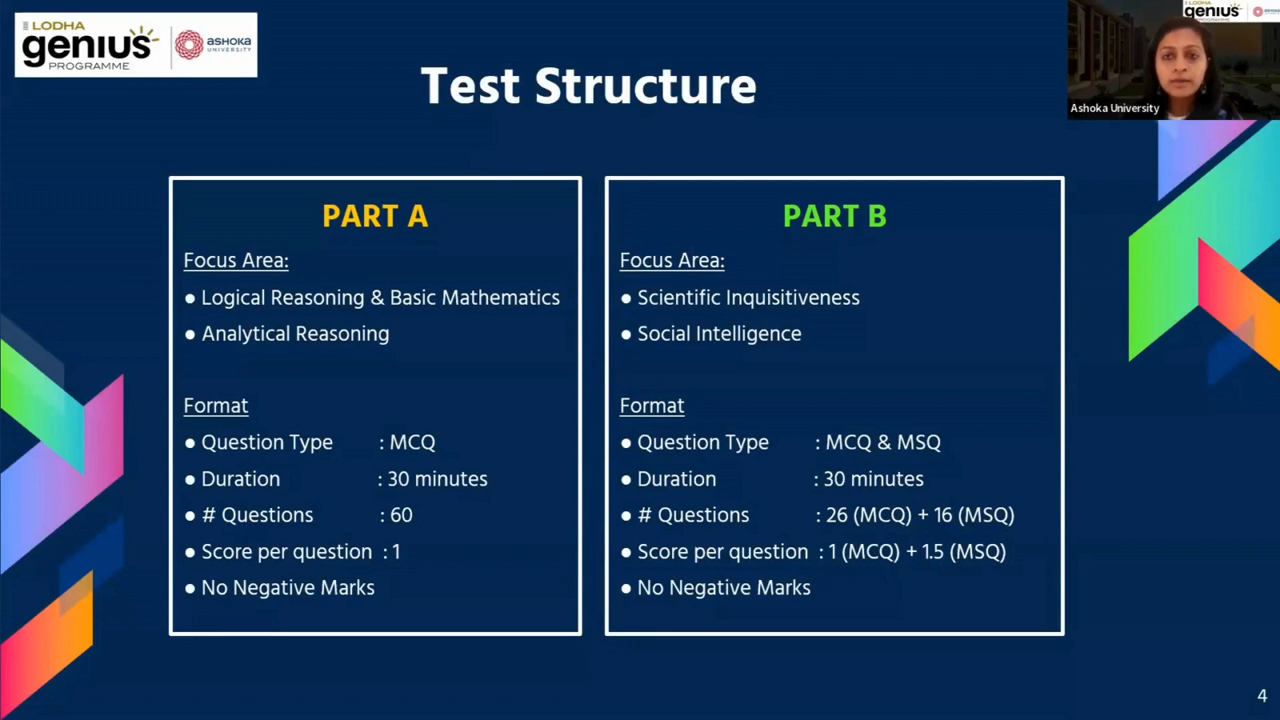 LODHA
genius
PROGRAMME
ASHOKA
UNIVERSITY
Test Structure
LODHA
genius
PROGRAMME
Ashoka University
PART A
Focus Area:
● Logical Reasoning & Basic Mathematics
● Analytical Reasoning
Format
● Question Type : MCQ
● Duration : 30 minutes
● # Questions : 60
● Score per question : 1
● No Negative Marks
PART B
Focus Area:
● Scientific Inquisitiveness
● Social Intelligence
Format
● Question Type : MCQ & MSQ
● Duration : 30 minutes
● # Questions : 26 (MCQ) + 16 (MSQ)
● Score per question : 1 (MCQ) + 1.5 (MSQ)
● No Negative Marks
4